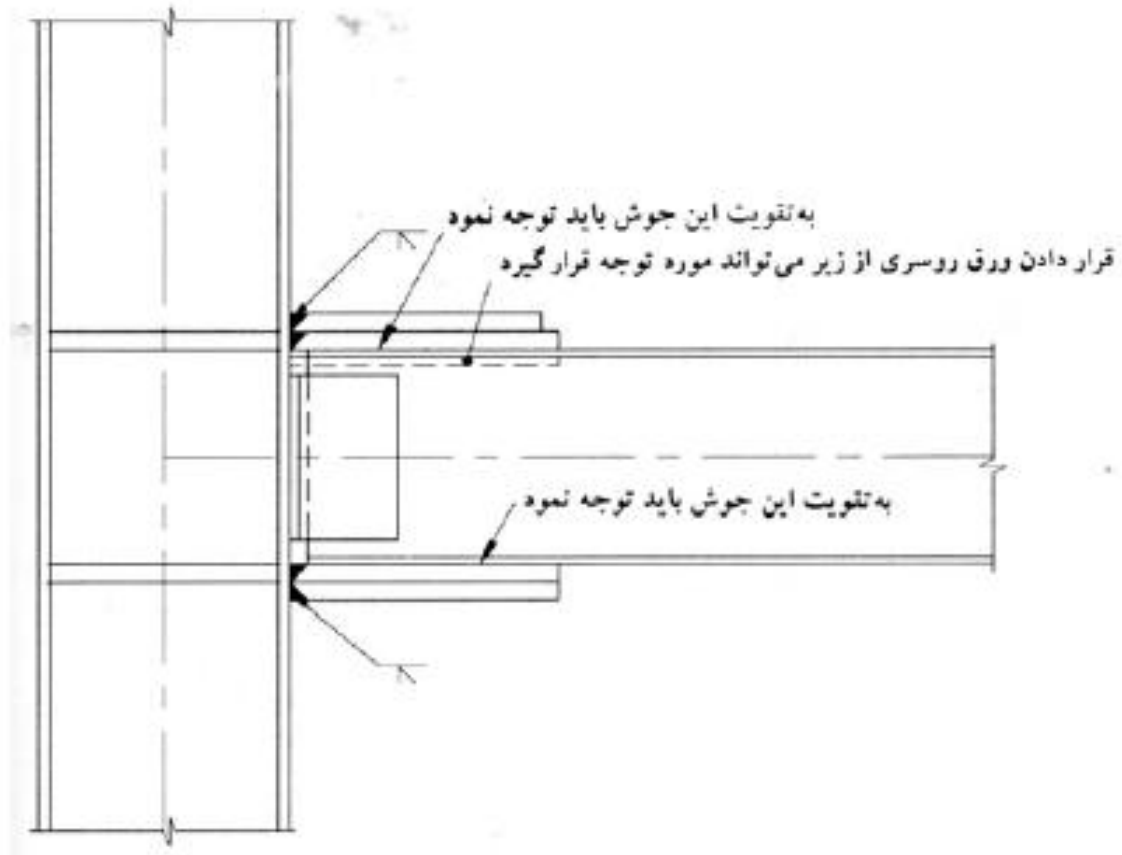 به‌تقویت این جوش باید توجه نمود
قرار دادن ورق روسری از زیر می‌تواند مورد توجه قرار گیرد
به‌تقویت این جوش باید توجه نمود